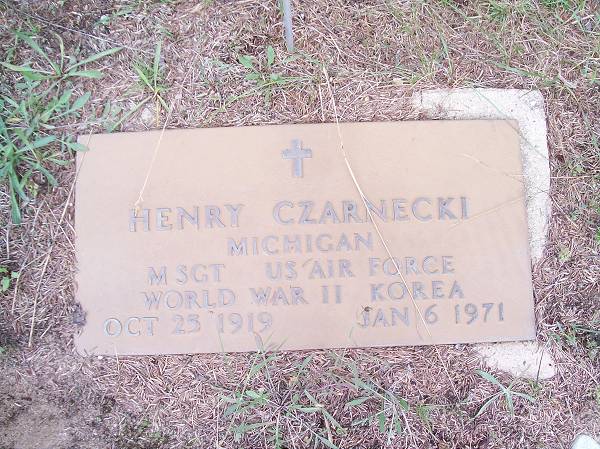 HENRY CZARNECKI
MICHIGAN
M SGT US AIR FORCE
WORLD WAR II KOREA
OCT 25 1919 JAN 6 1971